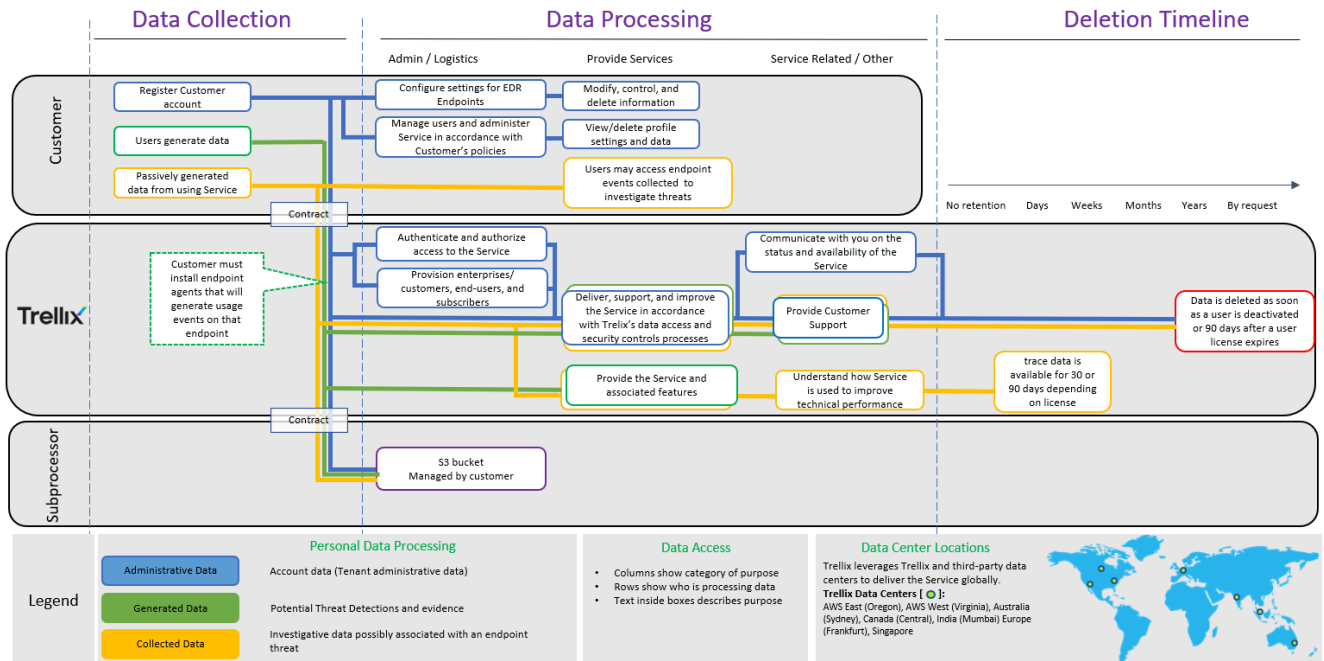 Data Collection
Data Processing
Deletion Timeline
Admin / Logistics
Provide Services
Service Related / Other
Customer
Register Customer
account
Configure settings for EDR
Endpoints
Modify, control, and
delete information
Users generate data
Manage users and administer
Service in accordance with
Customer's policies
View/delete profile
settings and data
Passively generated
data from using Service
Users may access endpoint
events collected to
investigate threats
No retention
Days
Weeks
Months
Years
By request
Contract
Trellix
Customer must
install endpoint
agents that will
generate usage
events on that
endpoint
Authenticate and authorize
access to the Service
Provision enterprises/
customers, end-users, and
subscribers
Communicate with you on the
status and availability of the
Service
Deliver, support, and improve
the Service in accordance
with Trelix's data access and
security controls processes
Provide Customer
Support
Data is deleted as soon
as a user is deactivated
or 90 days after a user
license expires
Provide the Service and
associated features
Understand how Service
is used to improve
technical performance
trace data is
available for 30 or
90 days depending
on license
Contract
Subprocessor
S3 bucket
Managed by customer
Legend
Personal Data Processing
Administrative Data
Account data (Tenant administrative data)
Generated Data
Potential Threat Detections and evidence
Collected Data
Investigative data possibly associated with an endpoint
threat
Data Access
• Columns show category of purpose
• Rows show who is processing data
• Text inside boxes describes purpose
Data Center Locations
Trellix leverages Trellix and third-party data
centers to deliver the Service globally.
Trellix Data Centers [ ]:
AWS East (Oregon), AWS West (Virginia), Australia
(Sydney), Canada (Central), India (Mumbai) Europe
(Frankfurt), Singapore